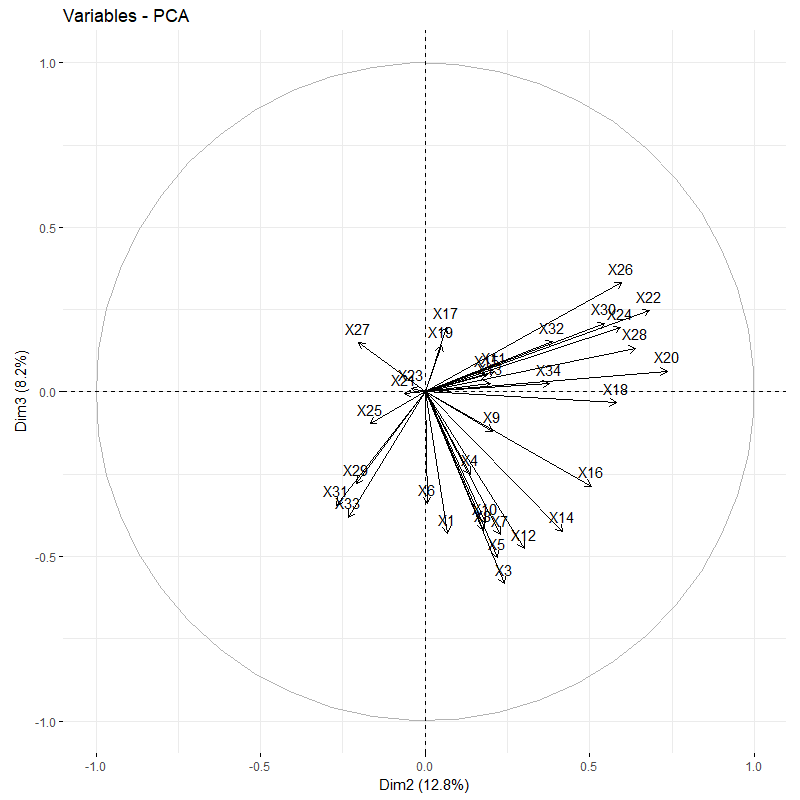 Variables - PCA
1.0
X26
X22
X30
X24
X17
X32
X27
X19
X28
0.5
X11
X20
X15
X34
X23
X21
X18
0.0
X25
X9
X4
X16
X29
X31
X6
X33
X10
X14
X1
X7
X12
X5
X3
-0.5
-1.0
-1.0
-0.5
0.0
0.5
1.0
Dim2 (12.8%)
Dim3 (8.2%)